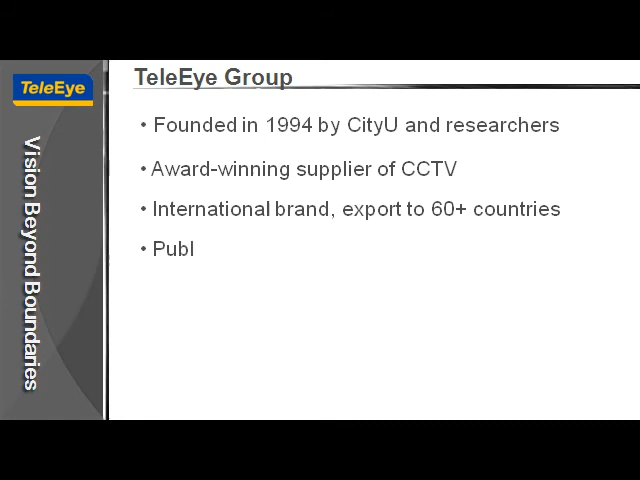 TeleEye
Vision Beyond Boundaries
TeleEye Group
• Founded in 1994 by CityU and researchers
• Award-winning supplier of CCTV
• International brand, export to 60+ countries
• Publ